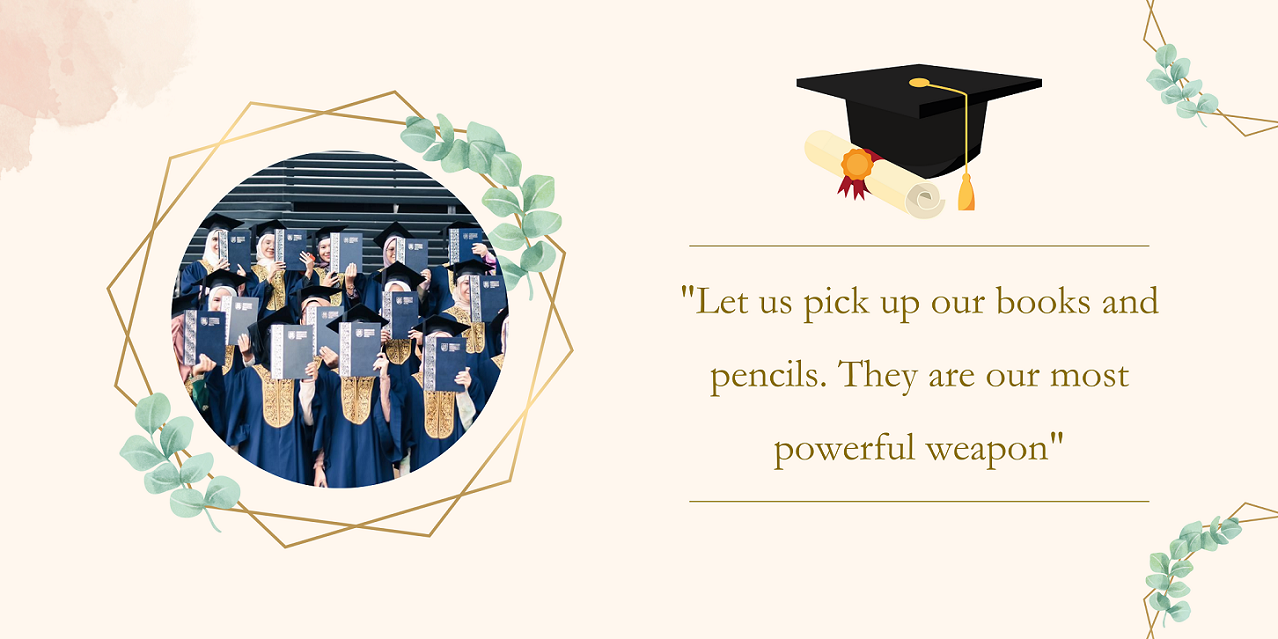 "Let us pick up our books and
pencils. They are our most
powerful weapon"